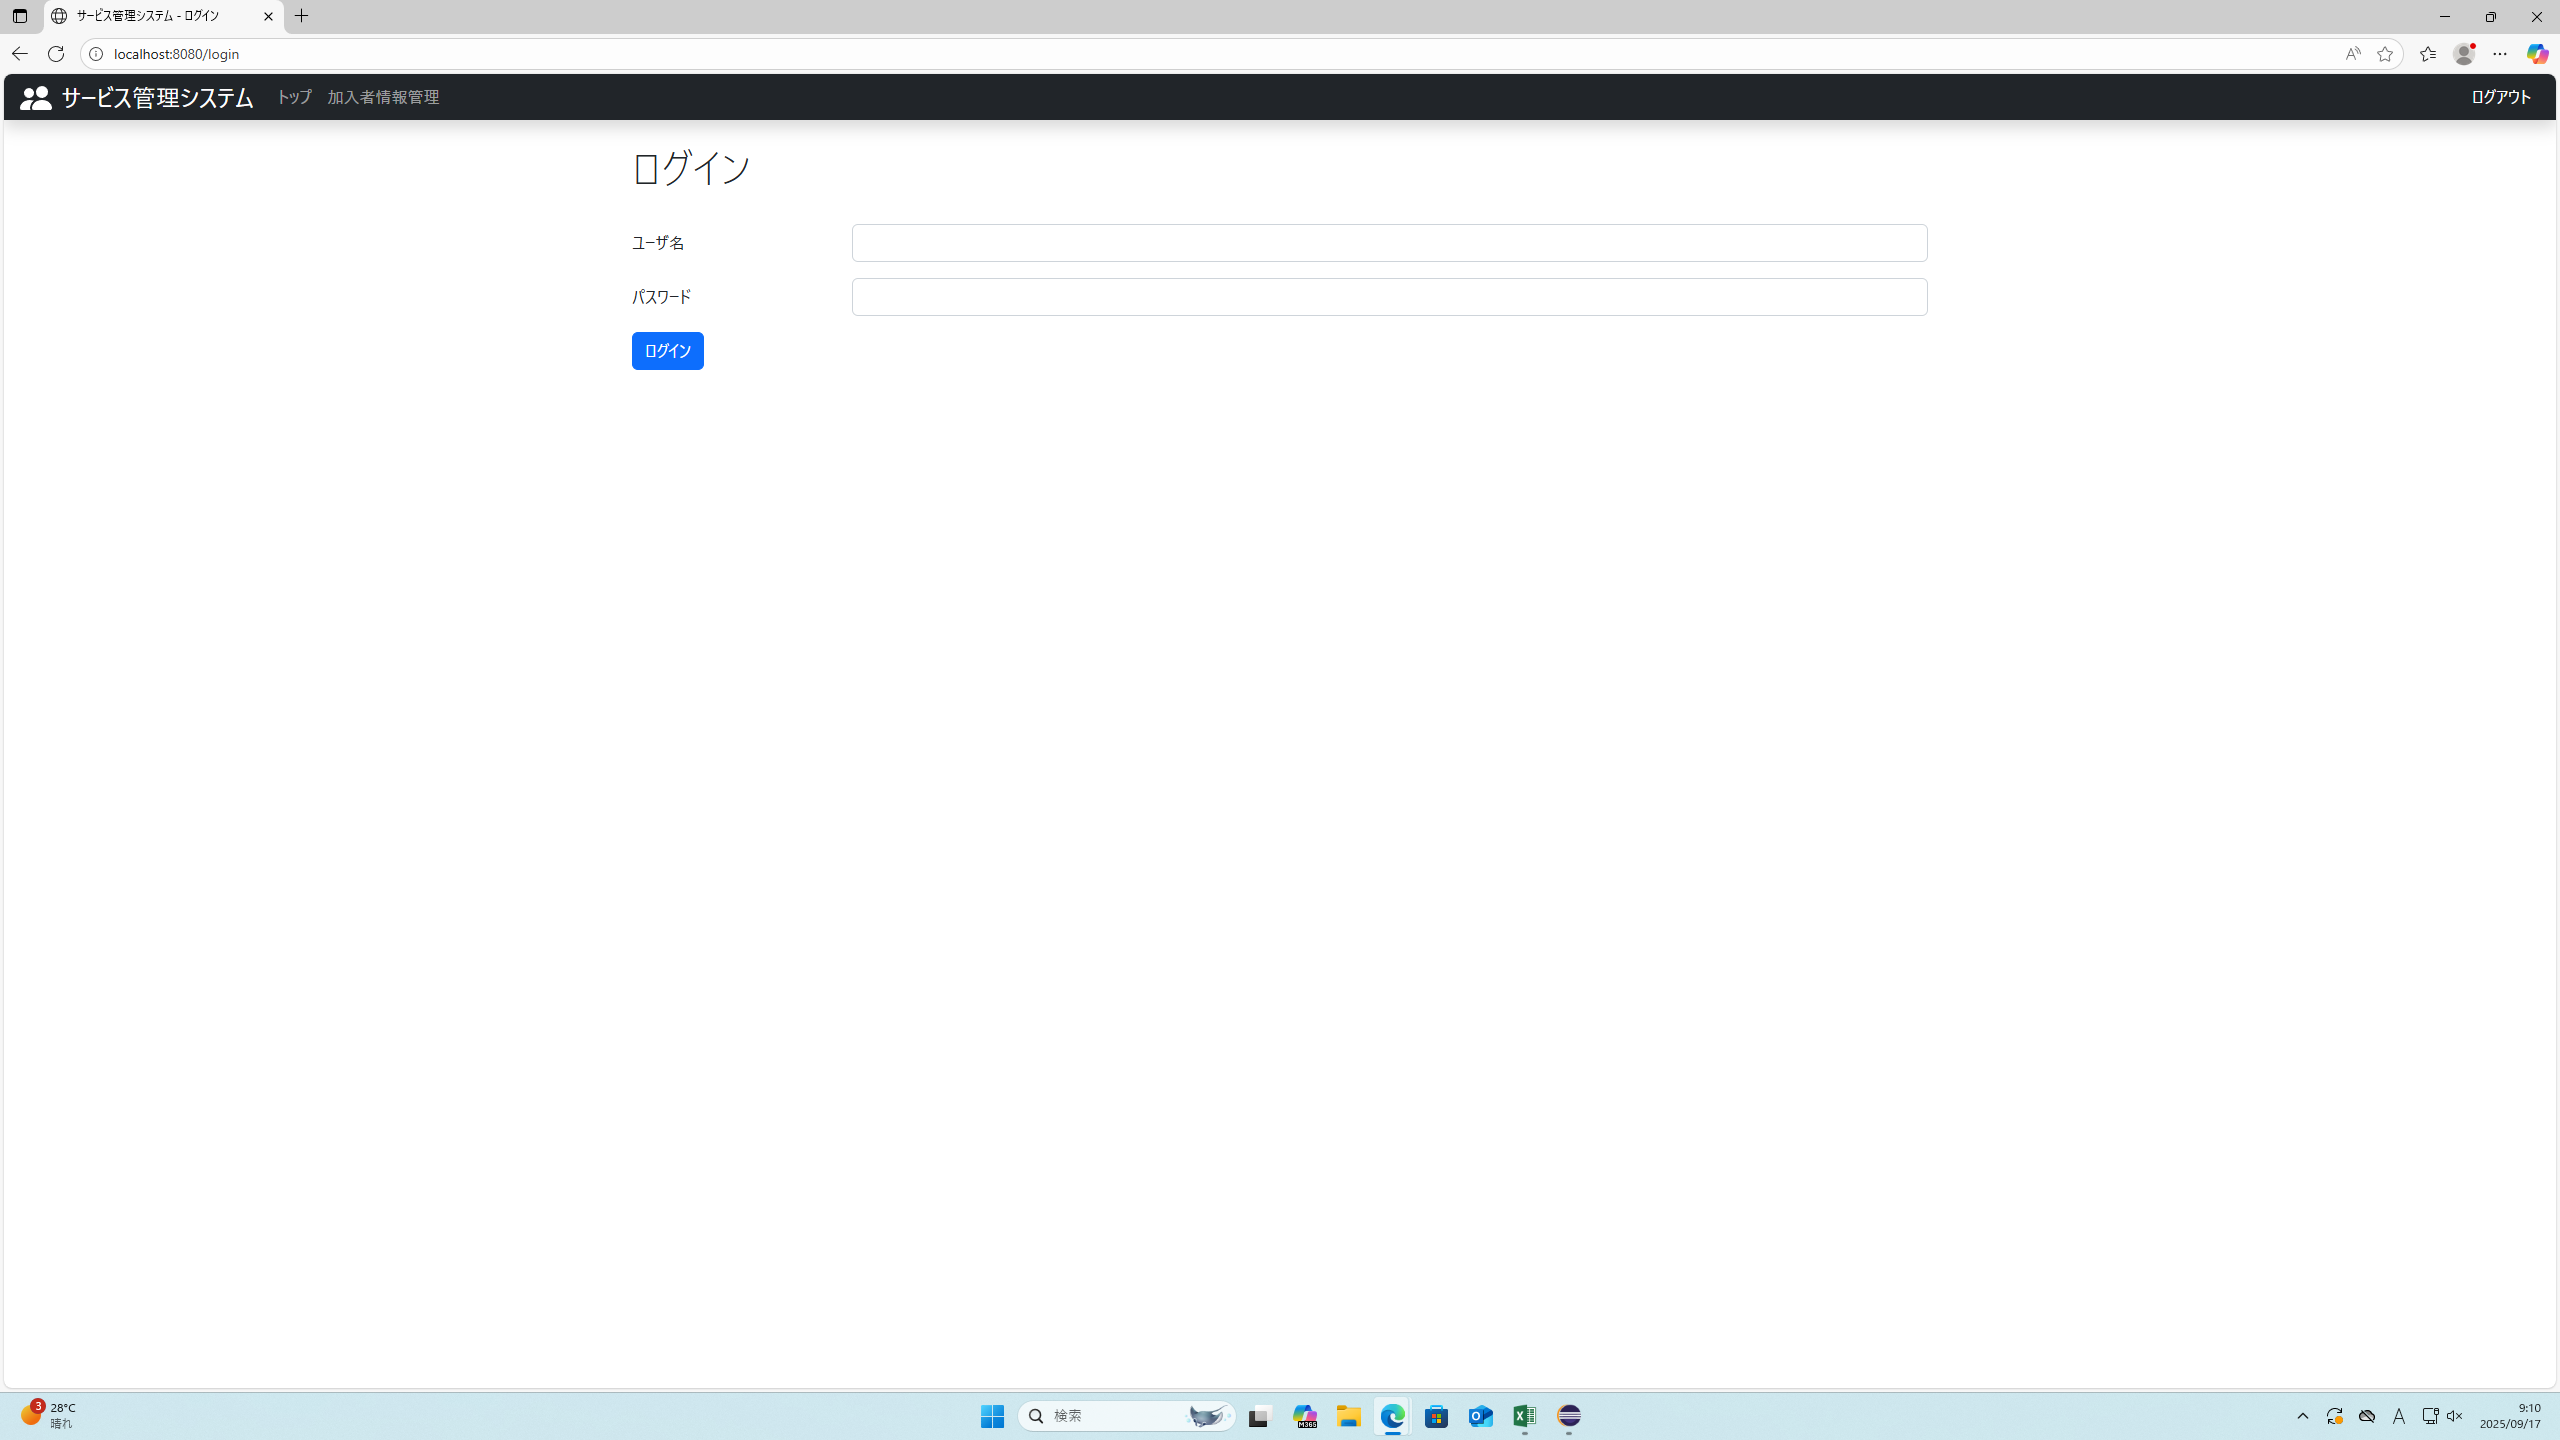 サービス管理システム - ログイン
localhost:8080/login
サービス管理システム トップ 加入者情報管理 ログアウト
ログイン
ユーザ名
パスワード
ログイン
3 28°C
晴れ
検索
M365
A
9:10
2025/09/17